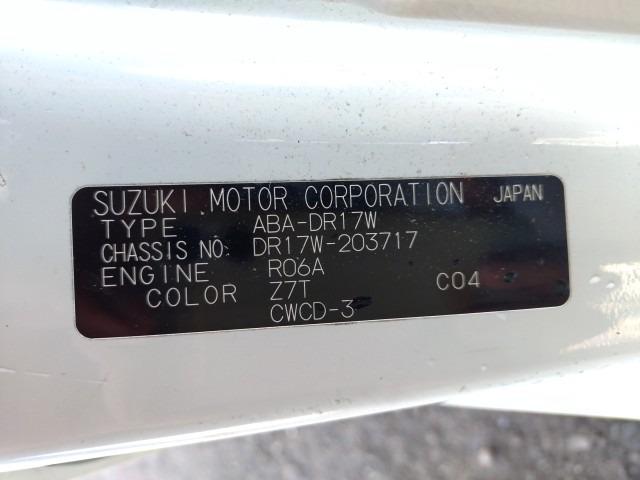 SUZUKI MOTOR CORPORATION JAPAN
TYPE ABA-DR17W
CHASSIS NO. DR17W-203717
ENGINE R06A
COLOR Z7T C04
CWCD-3